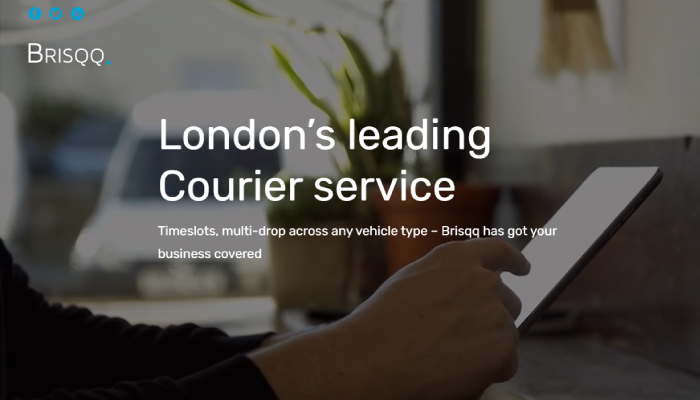 BRISQQ.
London's leading
Courier service
Timeslots, multi-drop across any vehicle type – Brisqq has got your
business covered